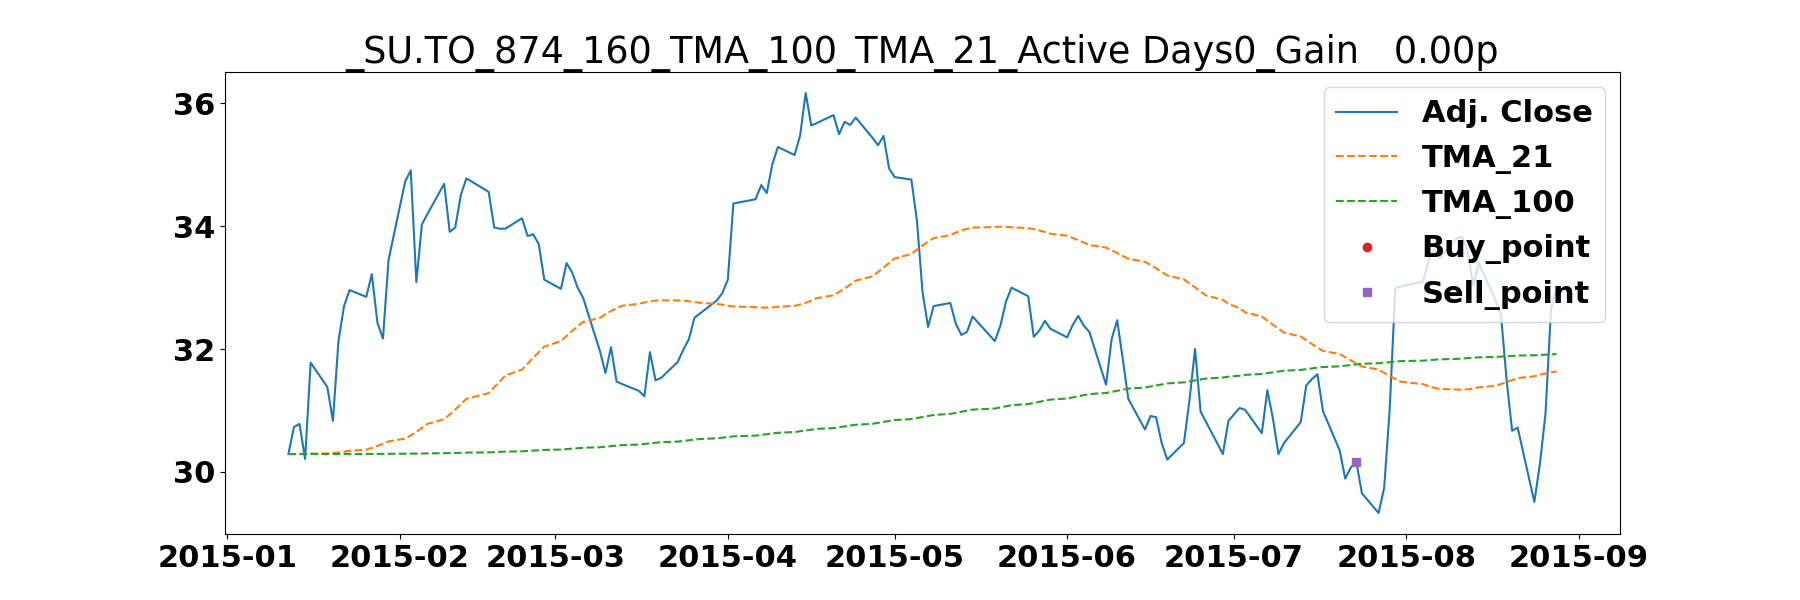 _SU.TO_874_160_TMA_100_TMA_21_Active Days0_Gain   0.00p
36
34
32
30
Adj. Close
TMA_21
TMA_100
Buy_point
Sell_point
2015-01 2015-02 2015-03 2015-04 2015-05 2015-06 2015-07 2015-08 2015-09